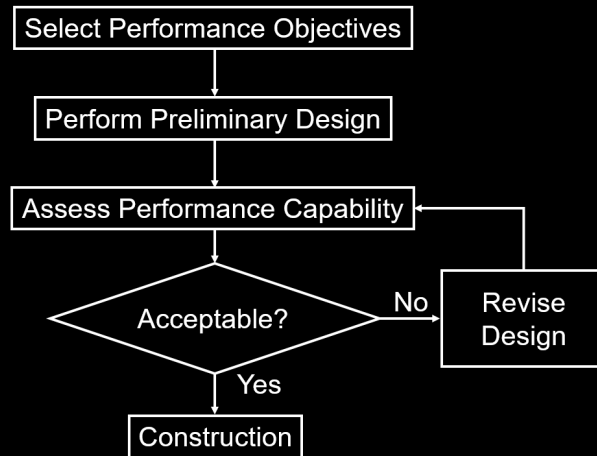 Select Performance Objectives
Perform Preliminary Design
Assess Performance Capability
Acceptable?
No
Revise
Design
Yes
Construction